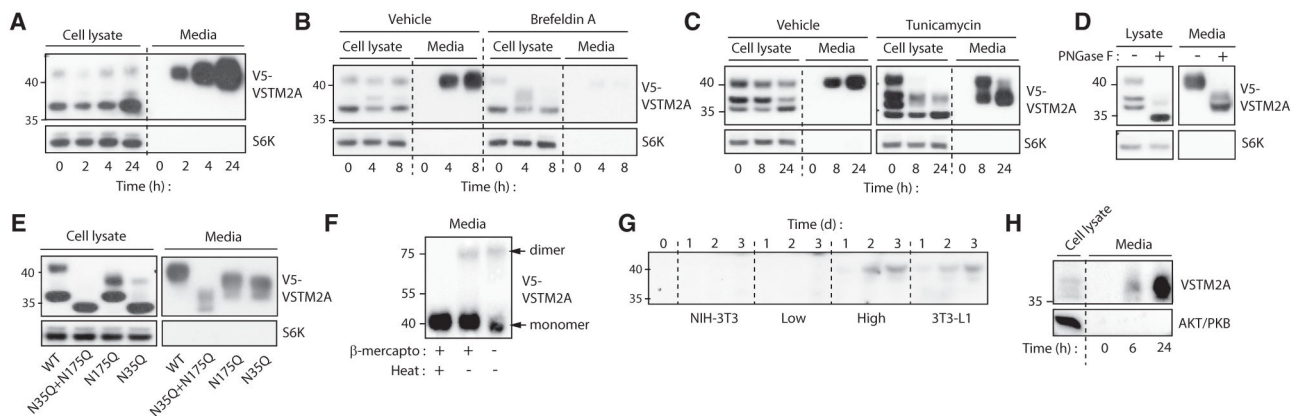 A
Cell lysate Media
40
35
V5-
VSTM2A
S6K
0 2 4 24 0 2 4 24
Time (h) :
B
Vehicle Brefeldin A
Cell lysate Media Cell lysate Media
40
35
V5-
VSTM2A
S6K
0 4 8 0 4 8 0 4 8 0 4 8
Time (h) :
C
Vehicle Tunicamycin
Cell lysate Media Cell lysate Media
40
35
V5-
VSTM2A
S6K
0 8 24 0 8 24 0 8 24 0 8 24
Time (h) :
D
Lysate Media
PNGase F - + - +
40
35
V5-
VSTM2A
S6K
E
Cell lysate Media
40
35
V5-
VSTM2A
S6K
WT N35Q+N175Q N175Q N35Q WT N35Q+N175Q N175Q N35Q
F
Media
75
55
40
dimer
V5-
VSTM2A
monomer
β-mercapto : + + -
Heat : + - -
G
Time (d) :
0 1 2 3 1 2 3 1 2 3 1 2 3
40
35
NIH-3T3 Low High 3T3-L1
H
Cell lysate Media
35
VSTM2A
AKT/PKB
Time (h) : 0 6 24